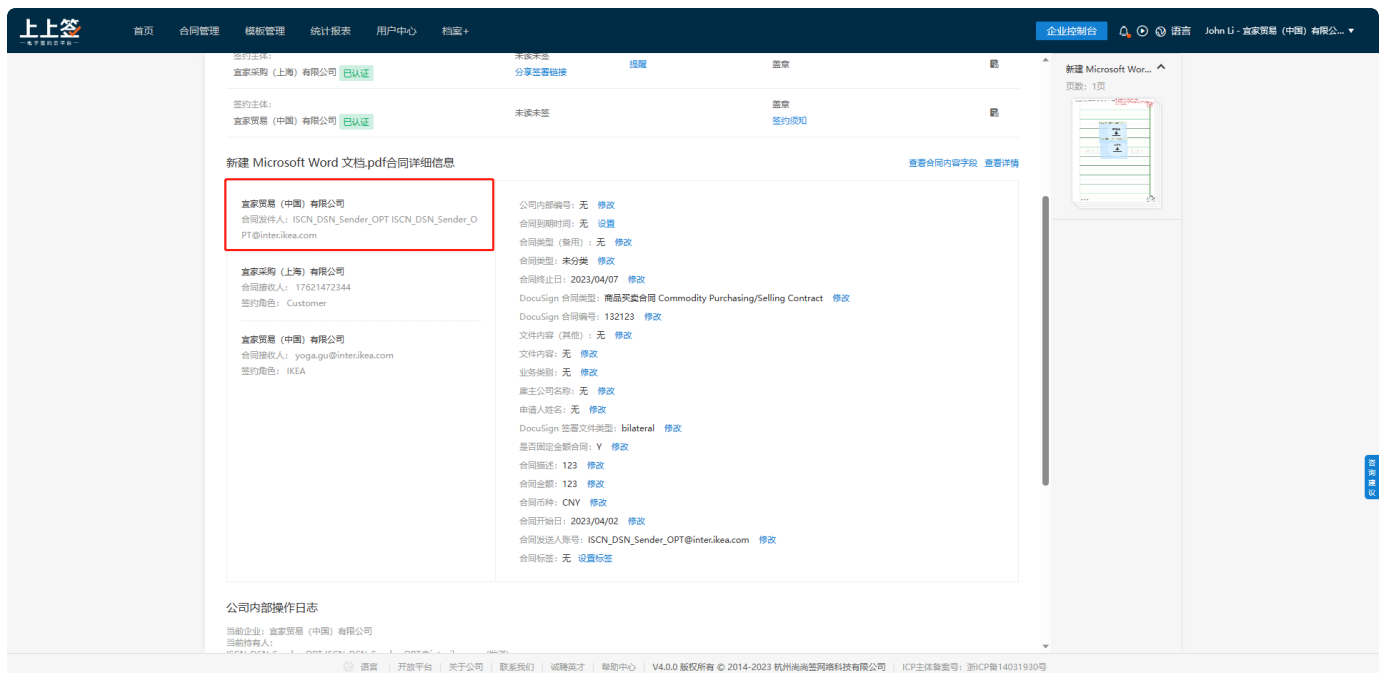 上上签
电子签约云平台
首页 合同管理 模板管理 统计报表 用户中心 档案+
企业控制台 语言 John Li - 宜家贸易（中国）有限公... ▼
签约主体：
宜家采购（上海）有限公司 已认证
未读未签
分享签署链接
提醒
盖章
签约主体：
宜家贸易（中国）有限公司 已认证
未读未签
盖章
签约须知
新建 Microsoft Word 文档.pdf合同详细信息
查看合同内容字段 查看详情
宜家贸易（中国）有限公司
合同发件人：ISCN_DSN_Sender_OPT ISCN_DSN_Sender_O
PT@inter.ikea.com
宜家采购（上海）有限公司
合同接收人： 17621472344
签约角色： Customer
宜家贸易（中国）有限公司
合同接收人： yoga.gu@inter.ikea.com
签约角色： IKEA
公司内部编号：无 修改
合同到期时间：无 设置
合同类型（备用）：无 修改
合同类型：未分类 修改
合同终止日：2023/04/07 修改
DocuSign 合同类型：商品买卖合同 Commodity Purchasing/Selling Contract 修改
DocuSign 合同编号：132123 修改
文件内容（其他）：无 修改
文件内容：无 修改
业务类别：无 修改
雇主公司名称：无 修改
申请人姓名：无 修改
DocuSign 签署文件类型：bilateral 修改
是否固定金额合同：Y 修改
合同描述：123 修改
合同金额：123 修改
合同币种：CNY 修改
合同开始日：2023/04/02 修改
合同发送人账号：ISCN_DSN_Sender_OPT@inter.ikea.com 修改
合同标签：无 设置标签
公司内部操作日志
当前企业：宜家贸易（中国）有限公司
当前持有人：
新建 Microsoft Wor...
页数：1页
咨询建议
语言 | 开放平台 | 关于公司 | 联系我们 | 诚聘英才 | 帮助中心 | V4.0.0 版权所有 © 2014-2023 杭州尚尚签网络科技有限公司 | ICP主体备案号：浙ICP备14031930号